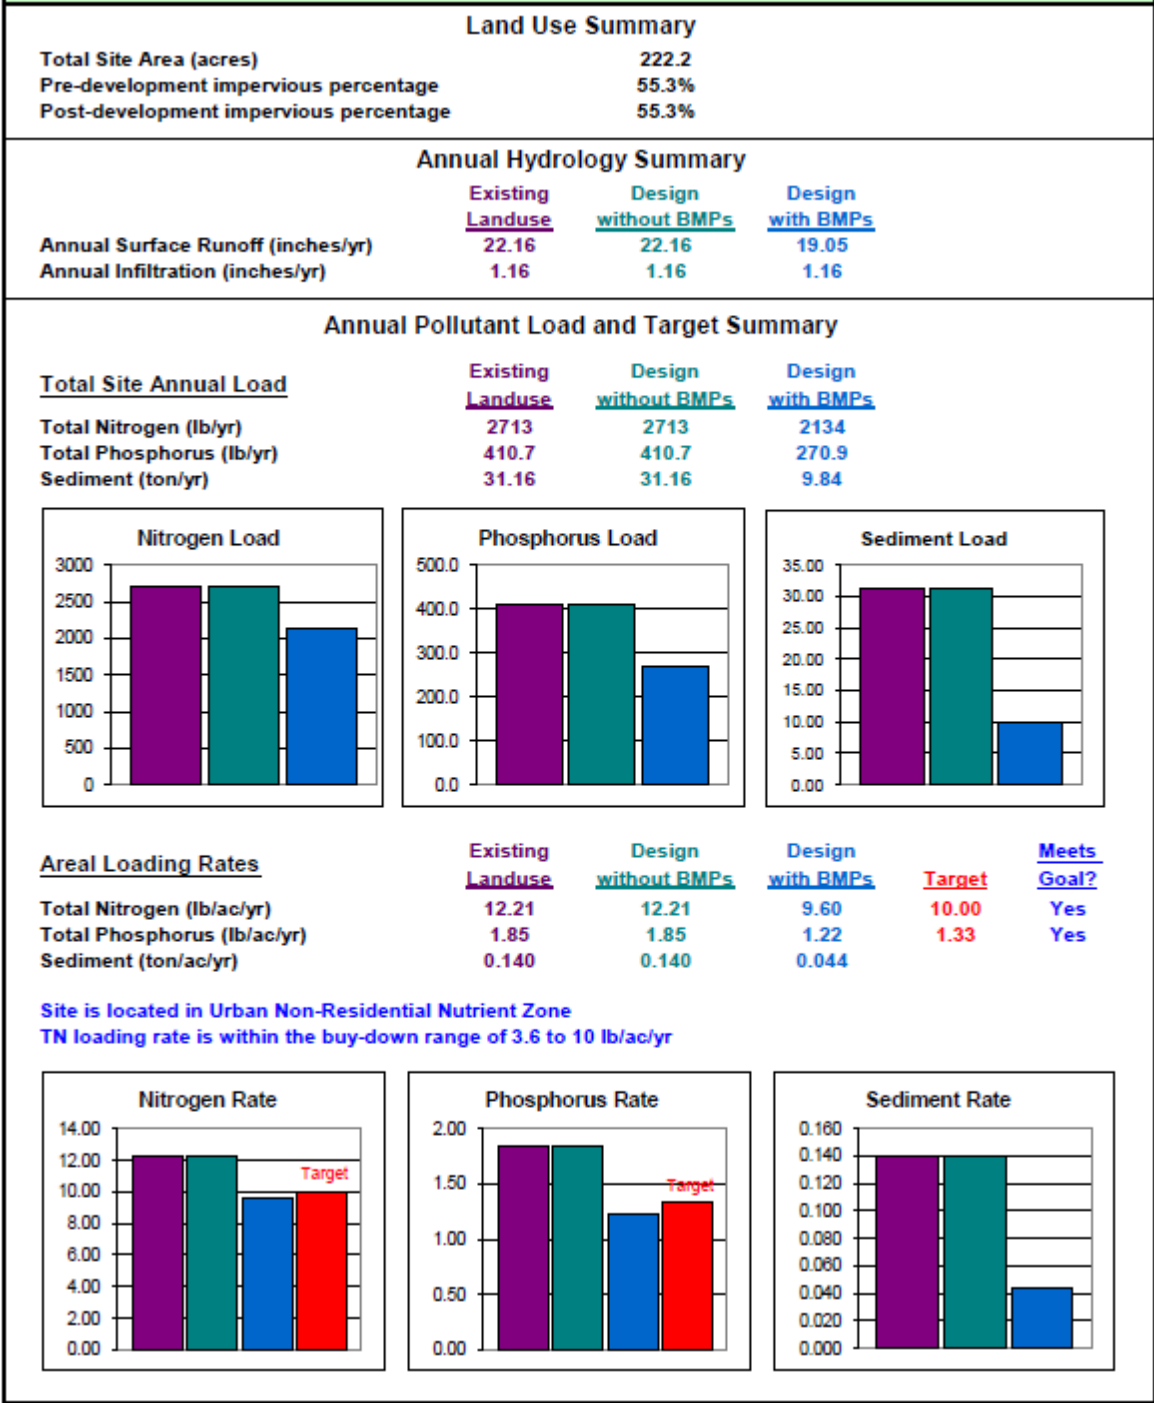 Land Use Summary
Total Site Area (acres) 222.2
Pre-development impervious percentage 55.3%
Post-development impervious percentage 55.3%
Annual Hydrology Summary
Existing Design Design
Landuse without BMPs with BMPs
Annual Surface Runoff (inches/yr) 22.16 22.16 19.05
Annual Infiltration (inches/yr) 1.16 1.16 1.16
Annual Pollutant Load and Target Summary
Existing Design Design
Total Site Annual Load Landuse without BMPs with BMPs
Total Nitrogen (lb/yr) 2713 2713 2134
Total Phosphorus (lb/yr) 410.7 410.7 270.9
Sediment (ton/yr) 31.16 31.16 9.84
Nitrogen Load
3000
2500
2000
1500
1000
500
0
Phosphorus Load
500.0
400.0
300.0
200.0
100.0
0.0
Sediment Load
35.00
30.00
25.00
20.00
15.00
10.00
5.00
0.00
Existing Design Design Meets
Areal Loading Rates Landuse without BMPs with BMPs Target Goal?
Total Nitrogen (lb/ac/yr) 12.21 12.21 9.60 10.00 Yes
Total Phosphorus (lb/ac/yr) 1.85 1.85 1.22 1.33 Yes
Sediment (ton/ac/yr) 0.140 0.140 0.044
Site is located in Urban Non-Residential Nutrient Zone
TN loading rate is within the buy-down range of 3.6 to 10 lb/ac/yr
Nitrogen Rate
14.00
12.00
10.00
8.00
6.00
4.00
2.00
0.00
Target
Phosphorus Rate
2.00
1.50
1.00
0.50
0.00
Target
Sediment Rate
0.160
0.140
0.120
0.100
0.080
0.060
0.040
0.020
0.000